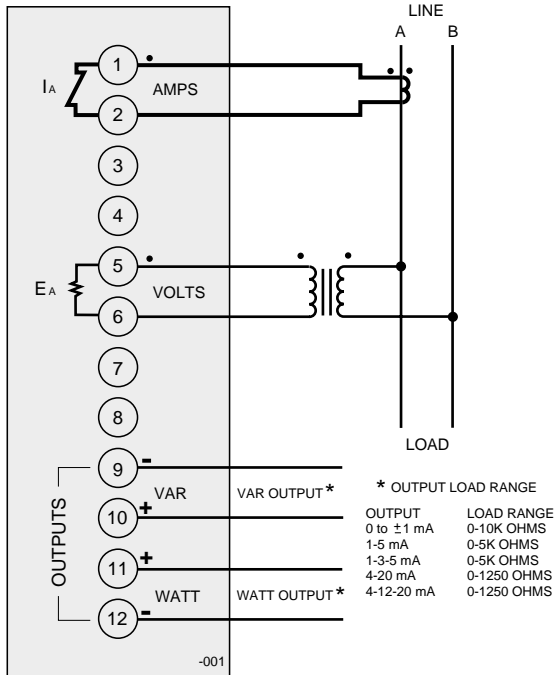 LINE
A B
1
IA
AMPS
2
3
4
5
EA
VOLTS
6
7
8
LOAD
9 -
VAR
VAR OUTPUT*
10 +
OUTPUTS
11 +
WATT
WATT OUTPUT*
12 -
* OUTPUT LOAD RANGE
OUTPUT LOAD RANGE
0 to ±1 mA 0-10K OHMS
1-5 mA 0-5K OHMS
1-3-5 mA 0-5K OHMS
4-20 mA 0-1250 OHMS
4-12-20 mA 0-1250 OHMS
-001